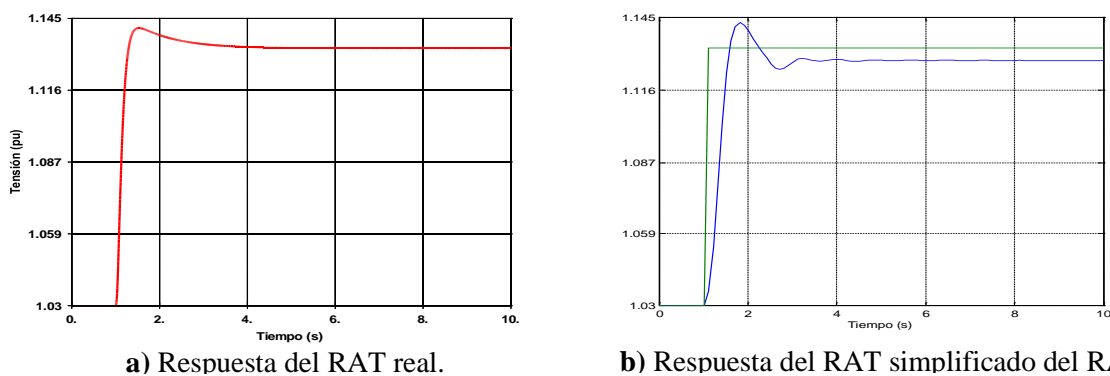 1.145
1.116
1.087
1.059
1.03
Tensión (pu)
0. 2. 4. 6. 8. 10.
Tiempo (s)
a) Respuesta del RAT real.
1.145
1.116
1.087
1.059
1.03
0 2 4 6 8 10
Tiempo (s)
b) Respuesta del RAT simplificado del RA